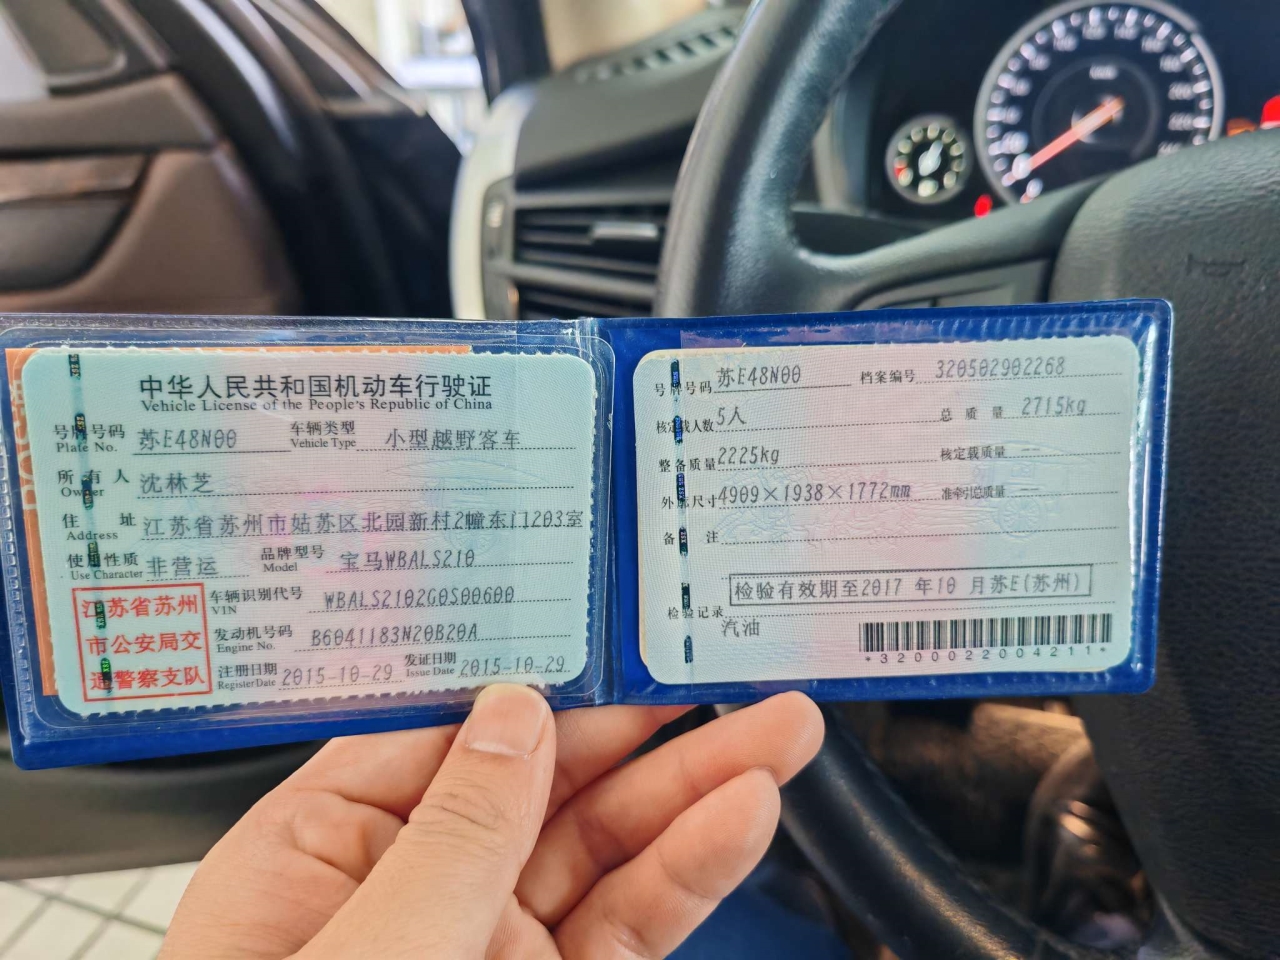 中华人民共和国机动车行驶证
Vehicle License of the People's Republic of China
号牌号码 苏E48N00 车辆类型 小型越野客车
Plate No. Vehicle Type
所有人 沈林芝
Owner
住址 江苏省苏州市姑苏区北园新村2幢东门203室
Address
使用性质 非营运 品牌型号 宝马WBALS210
Use Character Model
江苏省苏州
市公安局交
通警察支队
车辆识别代号 WBALS2102G0S00600
VIN
发动机号码 B6041183N20B20A
Engine No.
注册日期 2015-10-29 发证日期 2015-10-29
Register Date Issue Date
号牌号码 苏E48N00 档案编号 320502902268
核定载人数 5人 总质量 2715kg
整备质量 2225kg 核定载质量 --
外廓尺寸 4909×1938×1772mm 准牵引总质量
备注
检验有效期至2017年10月苏E(苏州)
检验记录
汽油
*3200022004211*